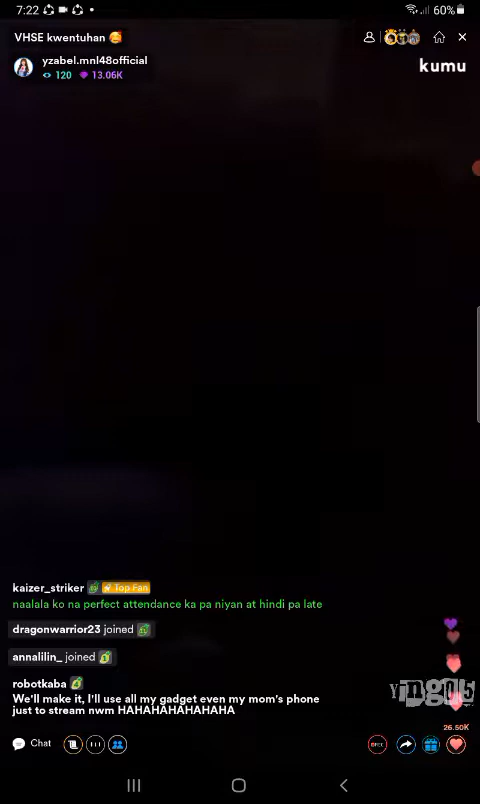 7:22
60%
VHSE kwentuhan 🥰
yzabel.mnl48official
120 13.06K
kumu
kaizer_striker Top Fan
naalala ko na perfect attendance ka pa niyan at hindi pa late
dragonwarrior23 joined
annalilin_ joined
robotkaba
We'll make it, I'll use all my gadget even my mom's phone
just to stream nwm HAHAHAHAHAHAHA
26.50K
Chat